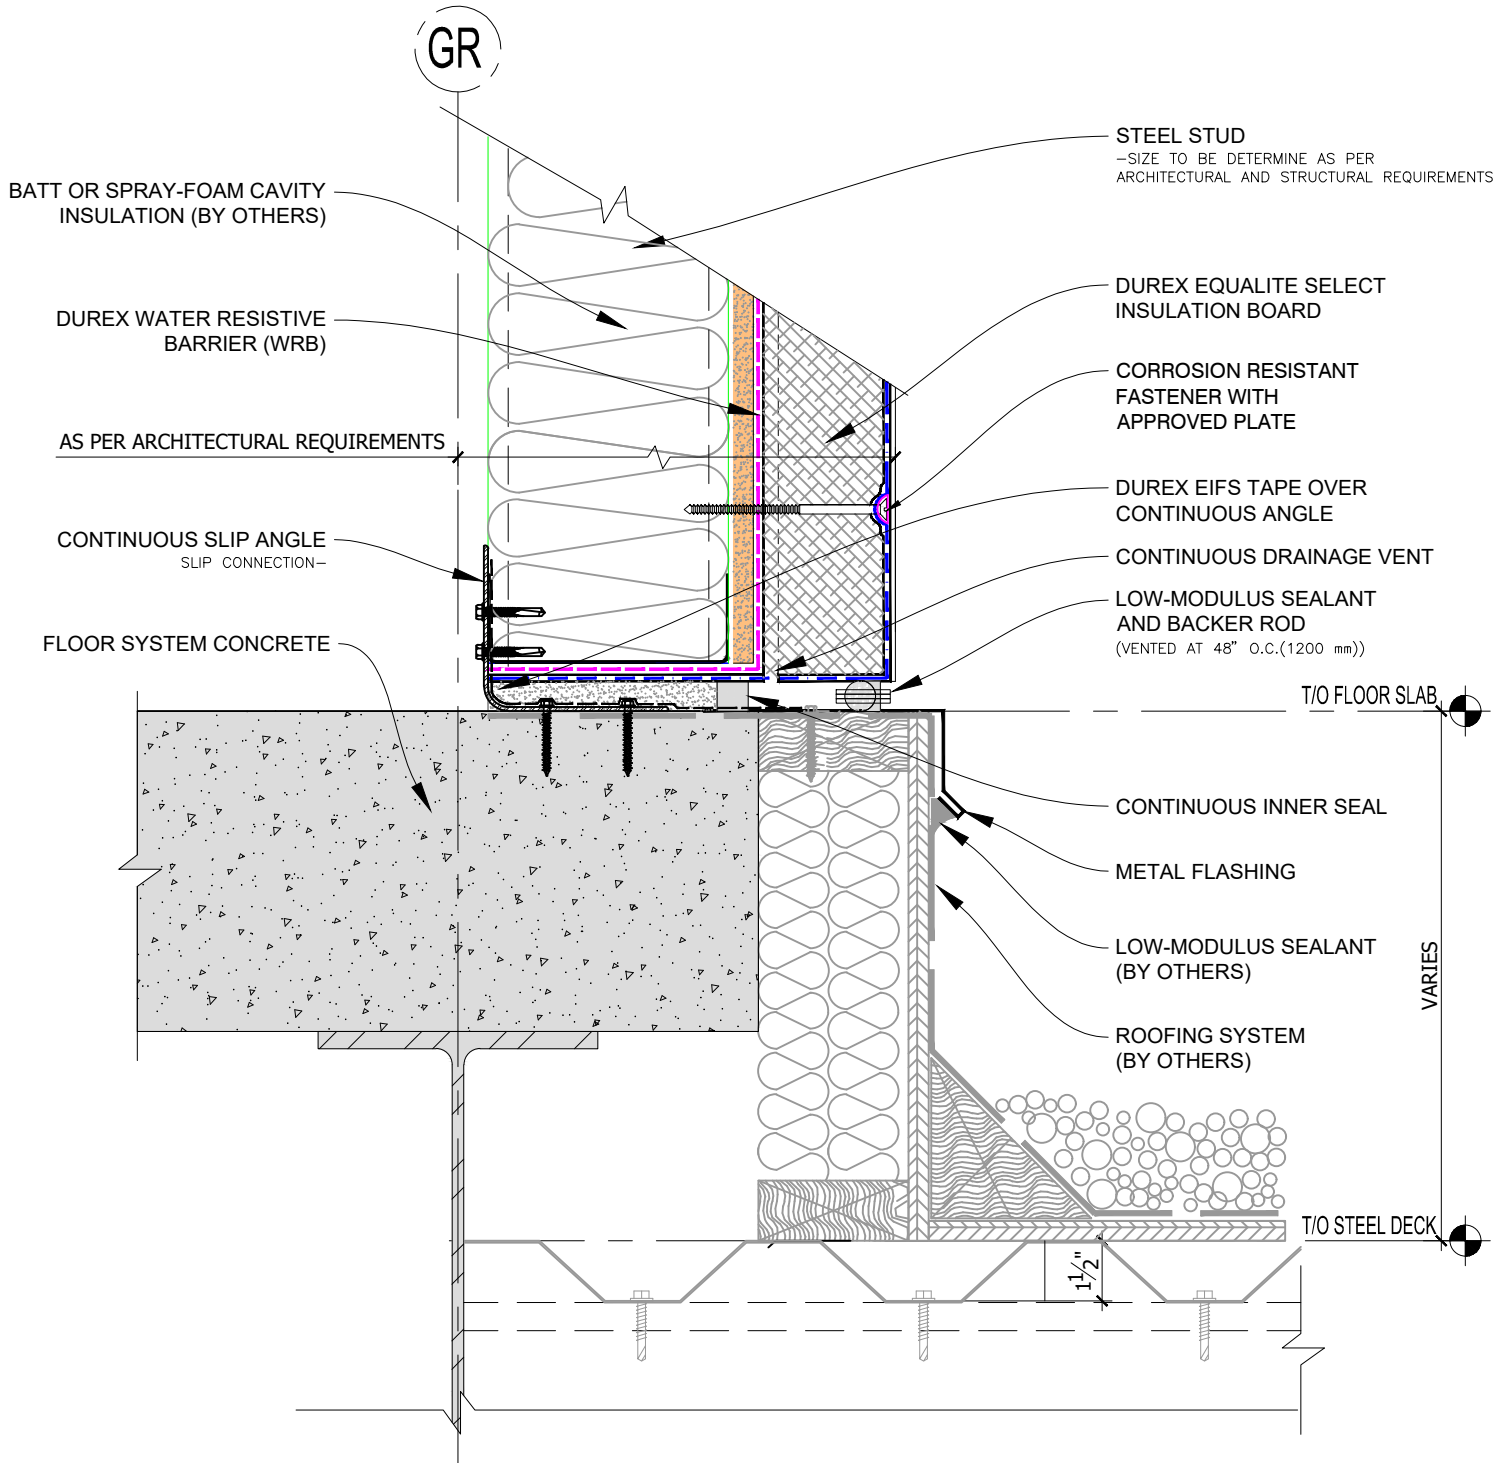 GR
STEEL STUD
-SIZE TO BE DETERMINE AS PER
ARCHITECTURAL AND STRUCTURAL REQUIREMENTS
BATT OR SPRAY-FOAM CAVITY
INSULATION (BY OTHERS)
DUREX EQUALITE SELECT
INSULATION BOARD
DUREX WATER RESISTIVE
BARRIER (WRB)
CORROSION RESISTANT
FASTENER WITH
APPROVED PLATE
AS PER ARCHITECTURAL REQUIREMENTS
DUREX EIFS TAPE OVER
CONTINUOUS ANGLE
CONTINUOUS SLIP ANGLE
SLIP CONNECTION-
CONTINUOUS DRAINAGE VENT
LOW-MODULUS SEALANT
AND BACKER ROD
(VENTED AT 48" O.C.(1200 mm))
FLOOR SYSTEM CONCRETE
T/O FLOOR SLAB
CONTINUOUS INNER SEAL
METAL FLASHING
LOW-MODULUS SEALANT
(BY OTHERS)
VARIES
ROOFING SYSTEM
(BY OTHERS)
T/O STEEL DECK
1½"